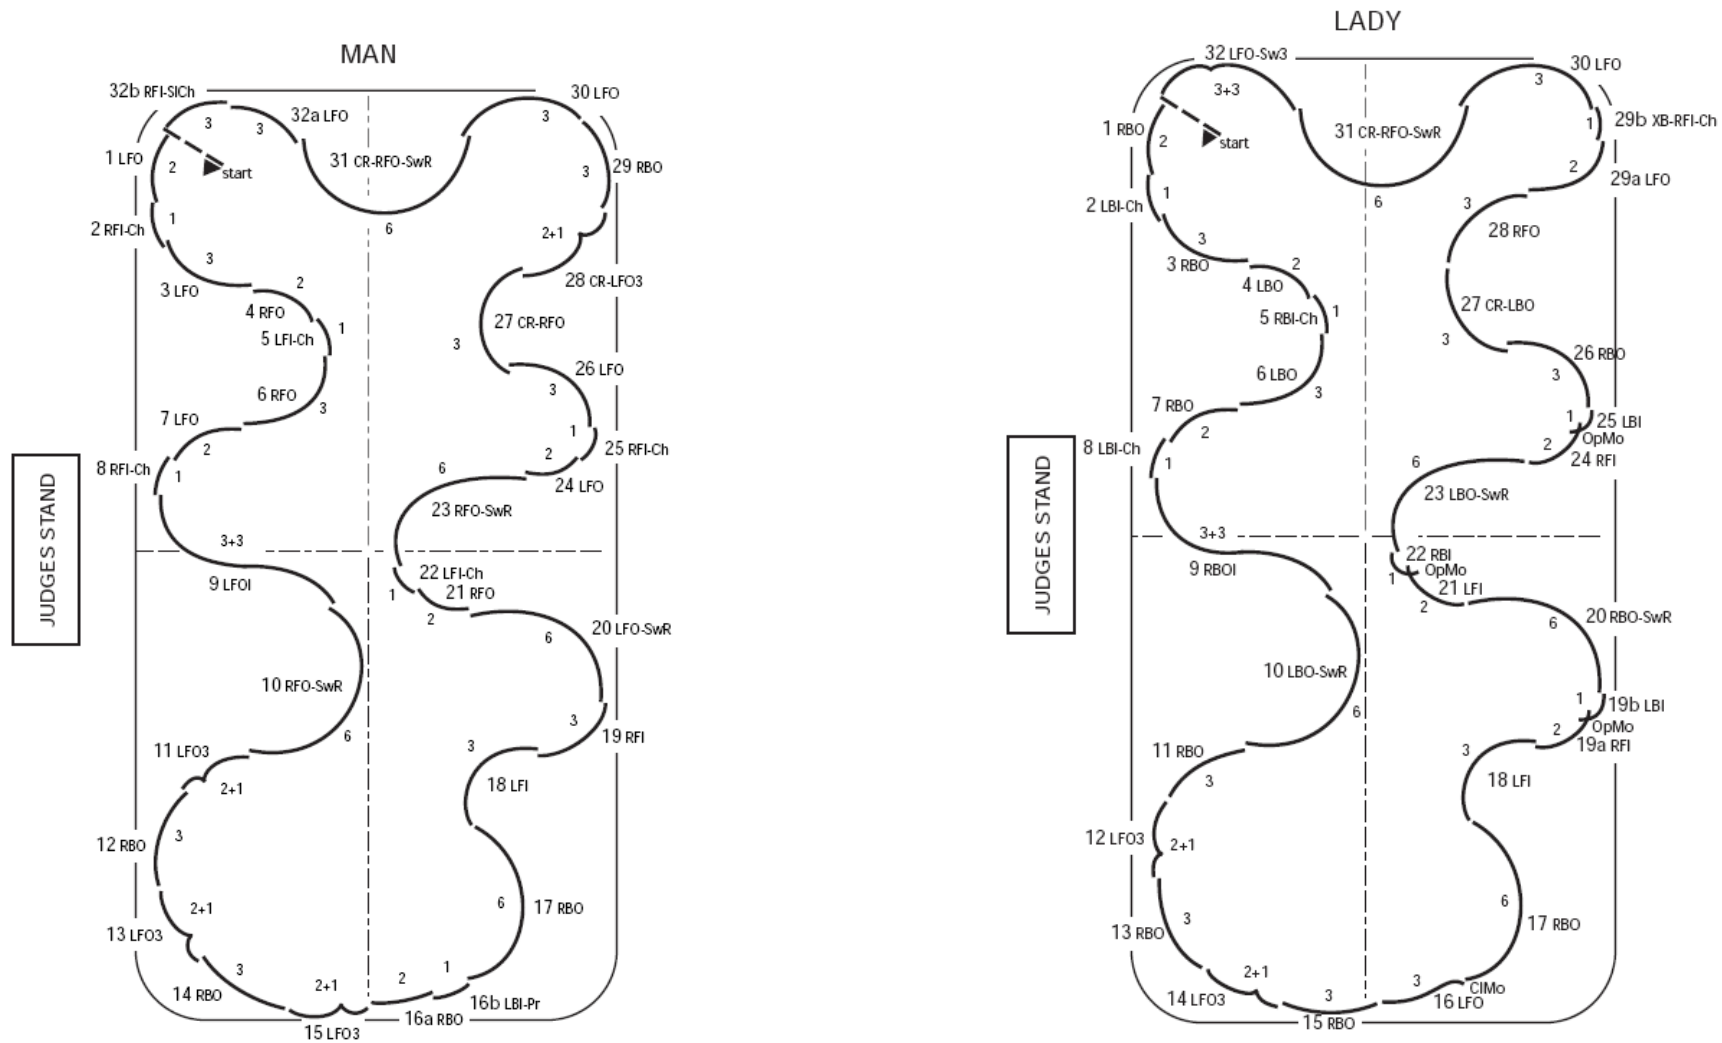 MAN
32b RFI-SlCh
3
3
32a LFO
30 LFO
3
1 LFO
2
start
31 CR-RFO-SwR
6
3
29 RBO
2 RFI-Ch
1
3
3 LFO
2
4 RFO
5 LFI-Ch
1
2+1
28 CR-LFO3
27 CR-RFO
3
6 RFO
3
26 LFO
3
7 LFO
2
8 RFI-Ch
1
1
25 RFI-Ch
2
24 LFO
6
23 RFO-SwR
JUDGES STAND
3+3
9 LFOI
22 LFI-Ch
1
21 RFO
2
20 LFO-SwR
6
10 RFO-SwR
6
3
19 RFI
11 LFO3
2+1
3
18 LFI
12 RBO
3
2+1
13 LFO3
6
17 RBO
3
14 RBO
2+1
15 LFO3
2
16a RBO
1
16b LBI-Pr
LADY
32 LFO-Sw3
3+3
30 LFO
3
1 RBO
2
start
31 CR-RFO-SwR
6
1
29b XB-RFI-Ch
2
29a LFO
2 LBI-Ch
1
3
3 RBO
2
4 LBO
5 RBI-Ch
1
3
28 RFO
27 CR-LBO
3
6 LBO
3
26 RBO
3
7 RBO
2
8 LBI-Ch
1
1
25 LBI
OpMo
2
24 RFI
6
23 LBO-SwR
JUDGES STAND
3+3
9 RBOI
22 RBI
OpMo
1
21 LFI
2
20 RBO-SwR
6
10 LBO-SwR
6
1
19b LBI
OpMo
2
19a RFI
11 RBO
3
3
18 LFI
12 LFO3
2+1
3
13 RBO
6
17 RBO
2+1
14 LFO3
3
15 RBO
3
16 LFO
ClMo